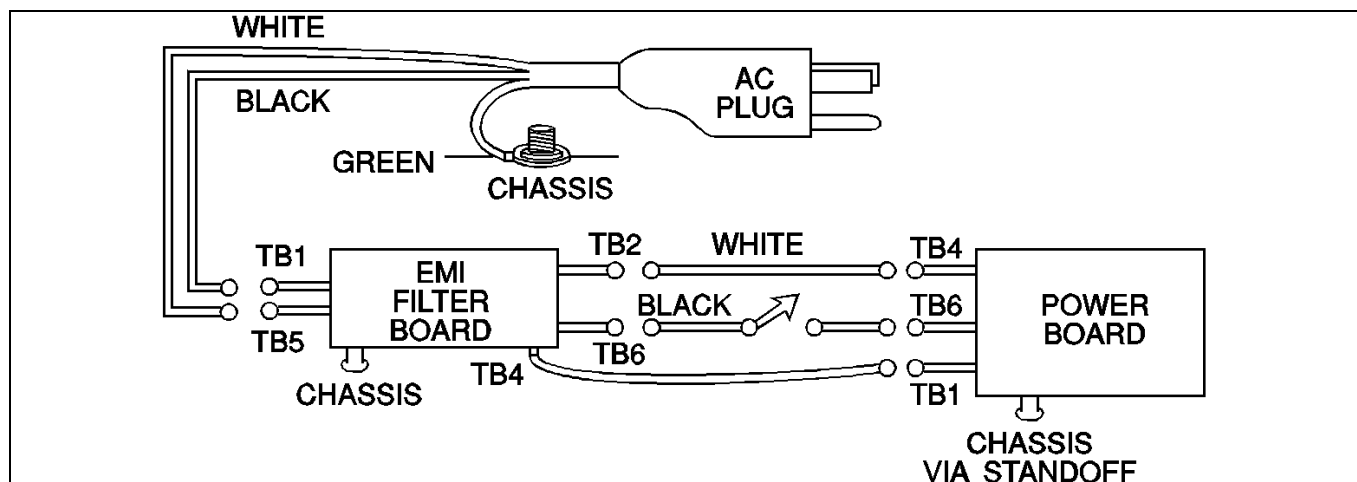 WHITE
AC
PLUG
BLACK
GREEN
CHASSIS
TB1
EMI
FILTER
BOARD
TB2
WHITE
TB4
BLACK
TB6
POWER
BOARD
TB5
TB4
TB6
TB1
CHASSIS
CHASSIS
VIA STANDOFF